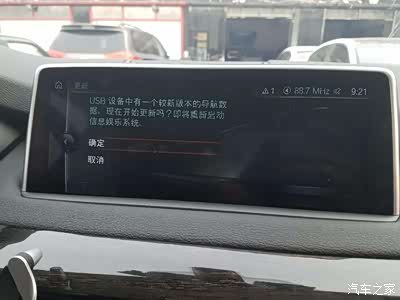 更新
1 4 88.7 MHz 9.21
USB 设备中有一个较新版本的导航数
据。现在开始更新吗？即将重新启动
信息娱乐系统.
确定
取消
汽车之家